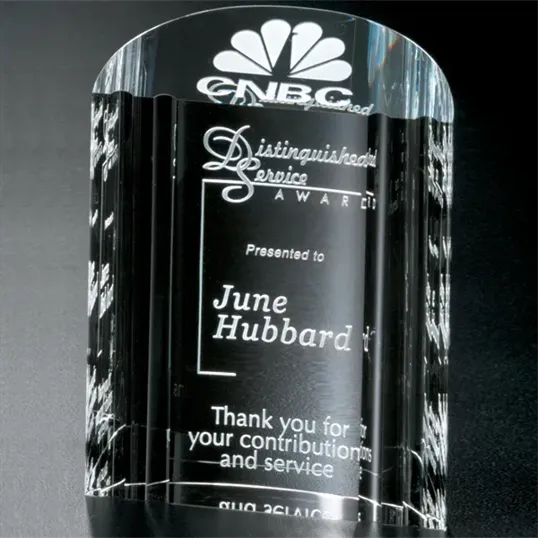 CNBC
Distinguished
Service
AWARD
Presented to
June
Hubbard
Thank you for
your contributions
and service